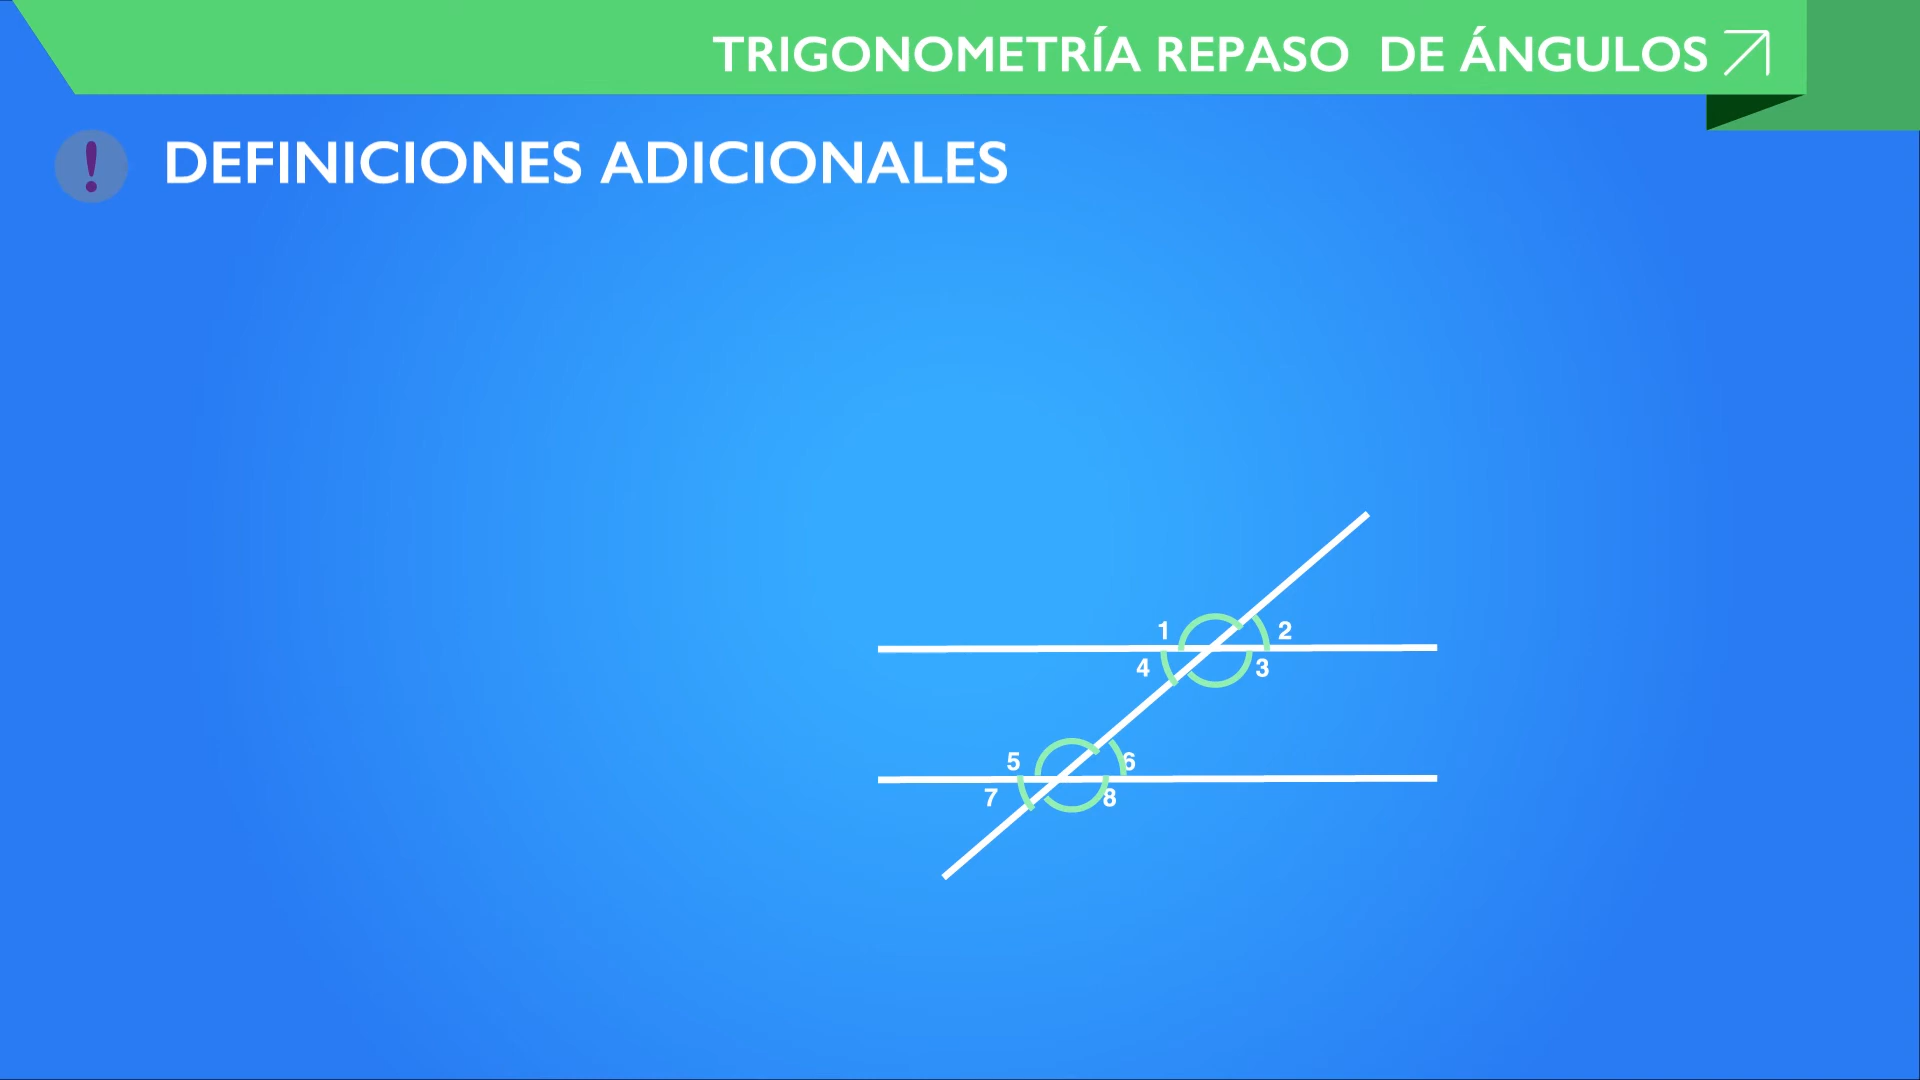 TRIGONOMETRÍA REPASO  DE ÁNGULOS
! DEFINICIONES ADICIONALES
1 2
4 3
5 6
7 8